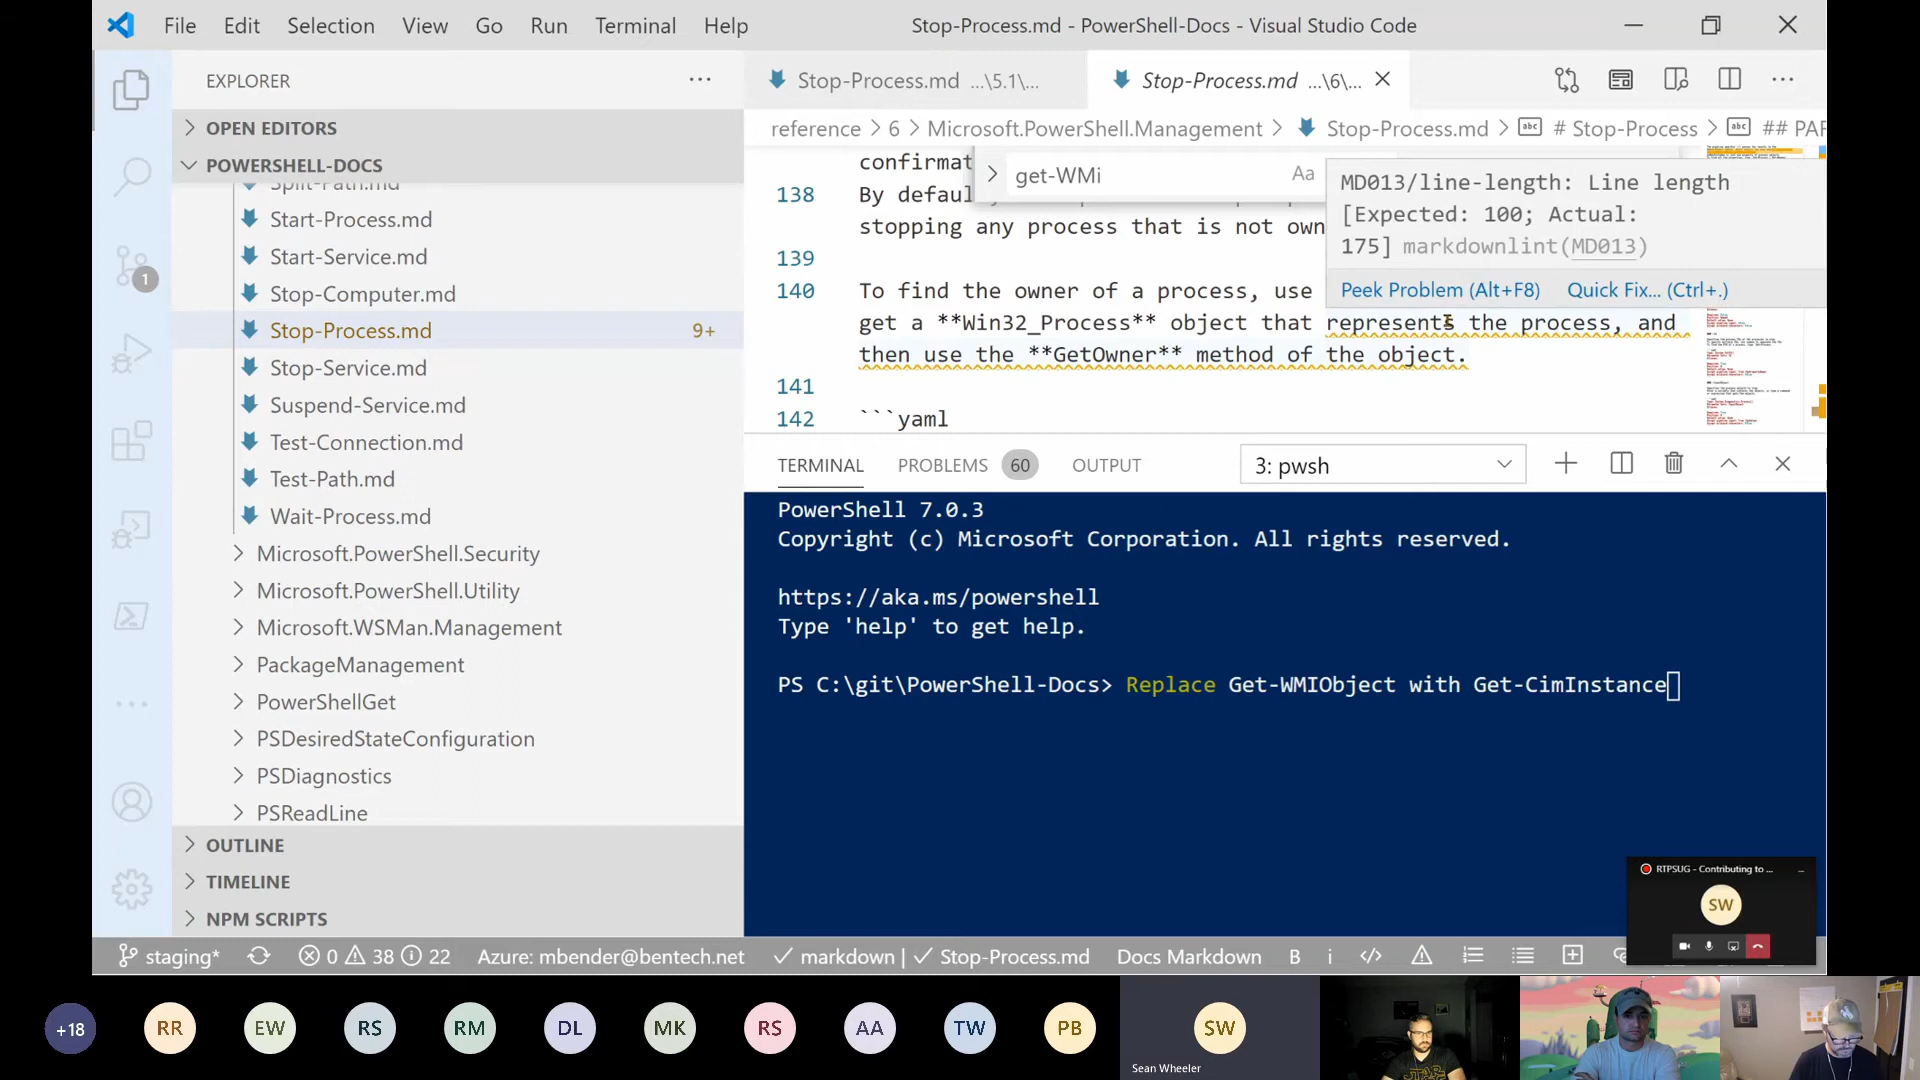 File Edit Selection View Go Run Terminal Help
Stop-Process.md - PowerShell-Docs - Visual Studio Code
EXPLORER
OPEN EDITORS
POWERSHELL-DOCS
Split-Path.md
Start-Process.md
Start-Service.md
Stop-Computer.md
Stop-Process.md 9+
Stop-Service.md
Suspend-Service.md
Test-Connection.md
Test-Path.md
Wait-Process.md
Microsoft.PowerShell.Security
Microsoft.PowerShell.Utility
Microsoft.WSMan.Management
PackageManagement
PowerShellGet
PSDesiredStateConfiguration
PSDiagnostics
PSReadLine
OUTLINE
TIMELINE
NPM SCRIPTS
1
Stop-Process.md ...\5.1\...
Stop-Process.md ...\6\...
reference > 6 > Microsoft.PowerShell.Management > Stop-Process.md > abc # Stop-Process > abc ## PAR
get-WMi Aa
MD013/line-length: Line length
[Expected: 100; Actual:
175] markdownlint(MD013)
Peek Problem (Alt+F8) Quick Fix... (Ctrl+.)
confirmat
138 By defaul
stopping any process that is not own
139
140 To find the owner of a process, use
get a **Win32_Process** object that represents the process, and
then use the **GetOwner** method of the object.
141
142 ```yaml
TERMINAL PROBLEMS 60 OUTPUT 3: pwsh
PowerShell 7.0.3
Copyright (c) Microsoft Corporation. All rights reserved.
https://aka.ms/powershell
Type 'help' to get help.
PS C:\git\PowerShell-Docs> Replace Get-WMIObject with Get-CimInstance
RTPSUG - Contributing to ...
SW
staging* 0 38 22 Azure: mbender@bentech.net markdown | Stop-Process.md Docs Markdown B i </>
+18 RR EW RS RM DL MK RS AA TW PB SW
Sean Wheeler